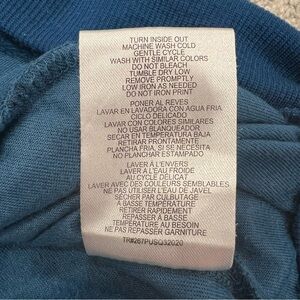 TURN INSIDE OUT
MACHINE WASH COLD
GENTLE CYCLE
WASH WITH SIMILAR COLORS
DO NOT BLEACH
TUMBLE DRY LOW
REMOVE PROMPTLY
LOW IRON AS NEEDED
DO NOT IRON PRINT
PONER AL REVES
LAVAR EN LAVADORA CON AGUA FRIA
CICLO DELICADO
LAVAR CON COLORES SIMILARES
NO USAR BLANQUEADOR
SECAR EN TEMPERATURA BAJA
RETIRAR PRONTAMENTE
PLANCHA FRIA, SI SE NECESITA
NO PLANCHAR ESTAMPADO
LAVER À L'ENVERS
LAVER À L'EAU FROIDE
AU CYCLE DÉLICAT
LAVER AVEC DES COULEURS SEMBLABLES
NE PAS UTILISER D'EAU DE JAVEL
SÉCHER PAR CULBUTAGE
À BASSE TEMPÉRATURE
RETIRER RAPIDEMENT
REPASSER À BASSE
TEMPÉRATURE AU BESOIN
NE PAS REPASSER GARNITURE
TR#267PUSQ32020